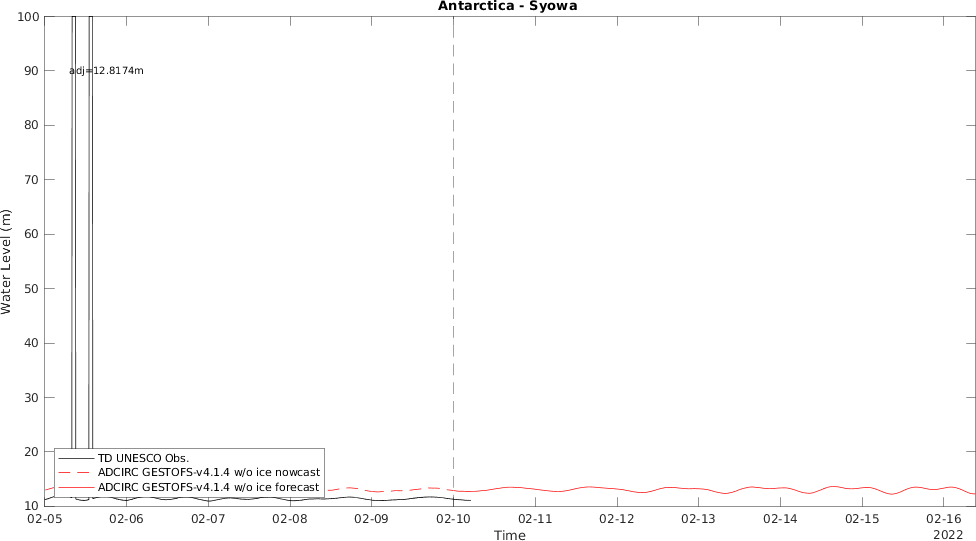 Antarctica - Syowa
100
90
80
70
60
50
40
30
20
10
Water Level (m)
adj=12.8174m
TD UNESCO Obs.
ADCIRC GESTOFS-v4.1.4 w/o ice nowcast
ADCIRC GESTOFS-v4.1.4 w/o ice forecast
02-05 02-06 02-07 02-08 02-09 02-10 02-11 02-12 02-13 02-14 02-15 02-16
Time
2022